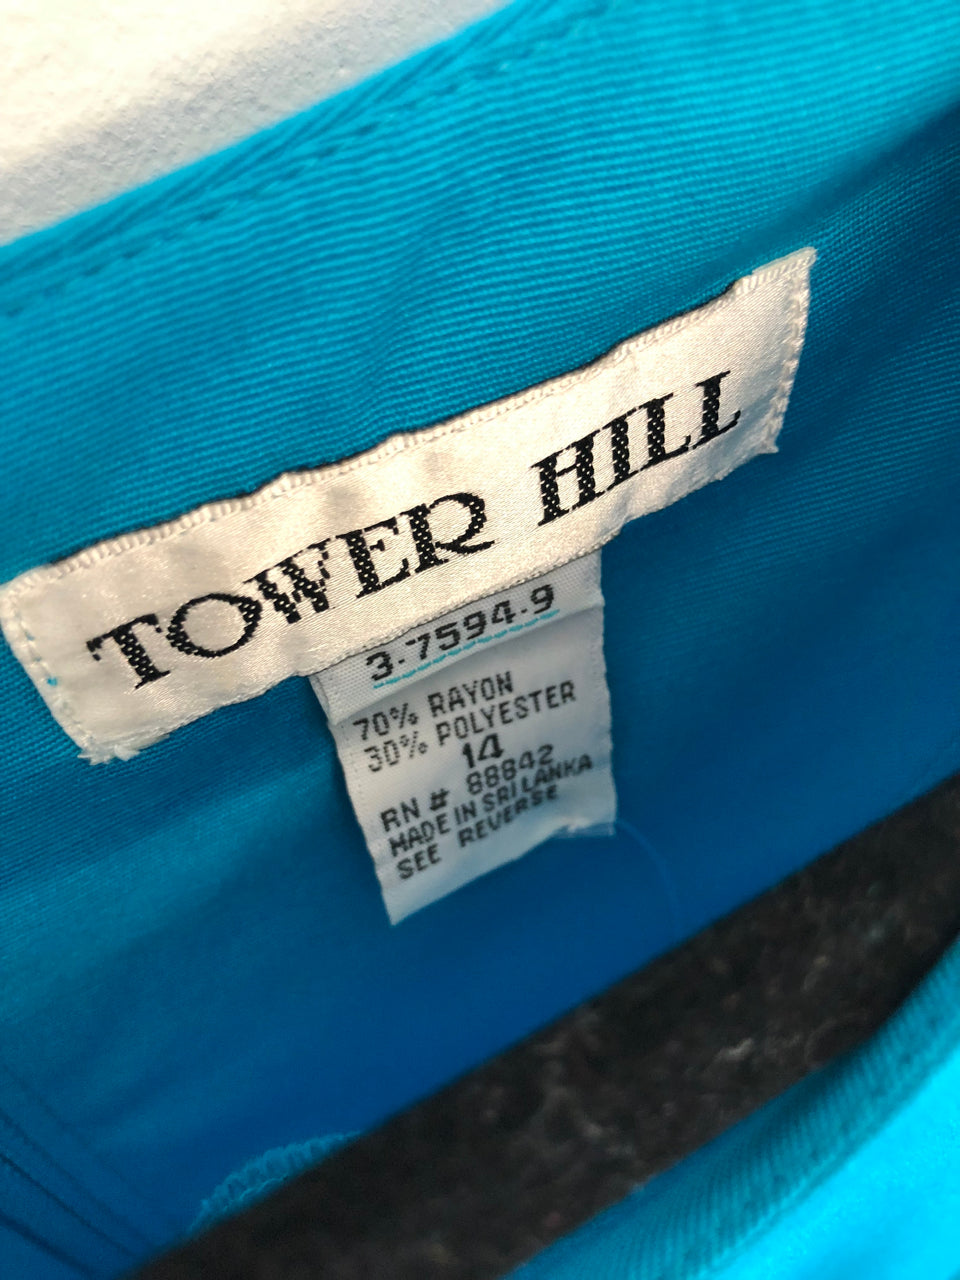 TOWER HILL
3-7594-9
70% RAYON
30% POLYESTER
14
RN # 88842
MADE IN SRI LANKA
SEE REVERSE